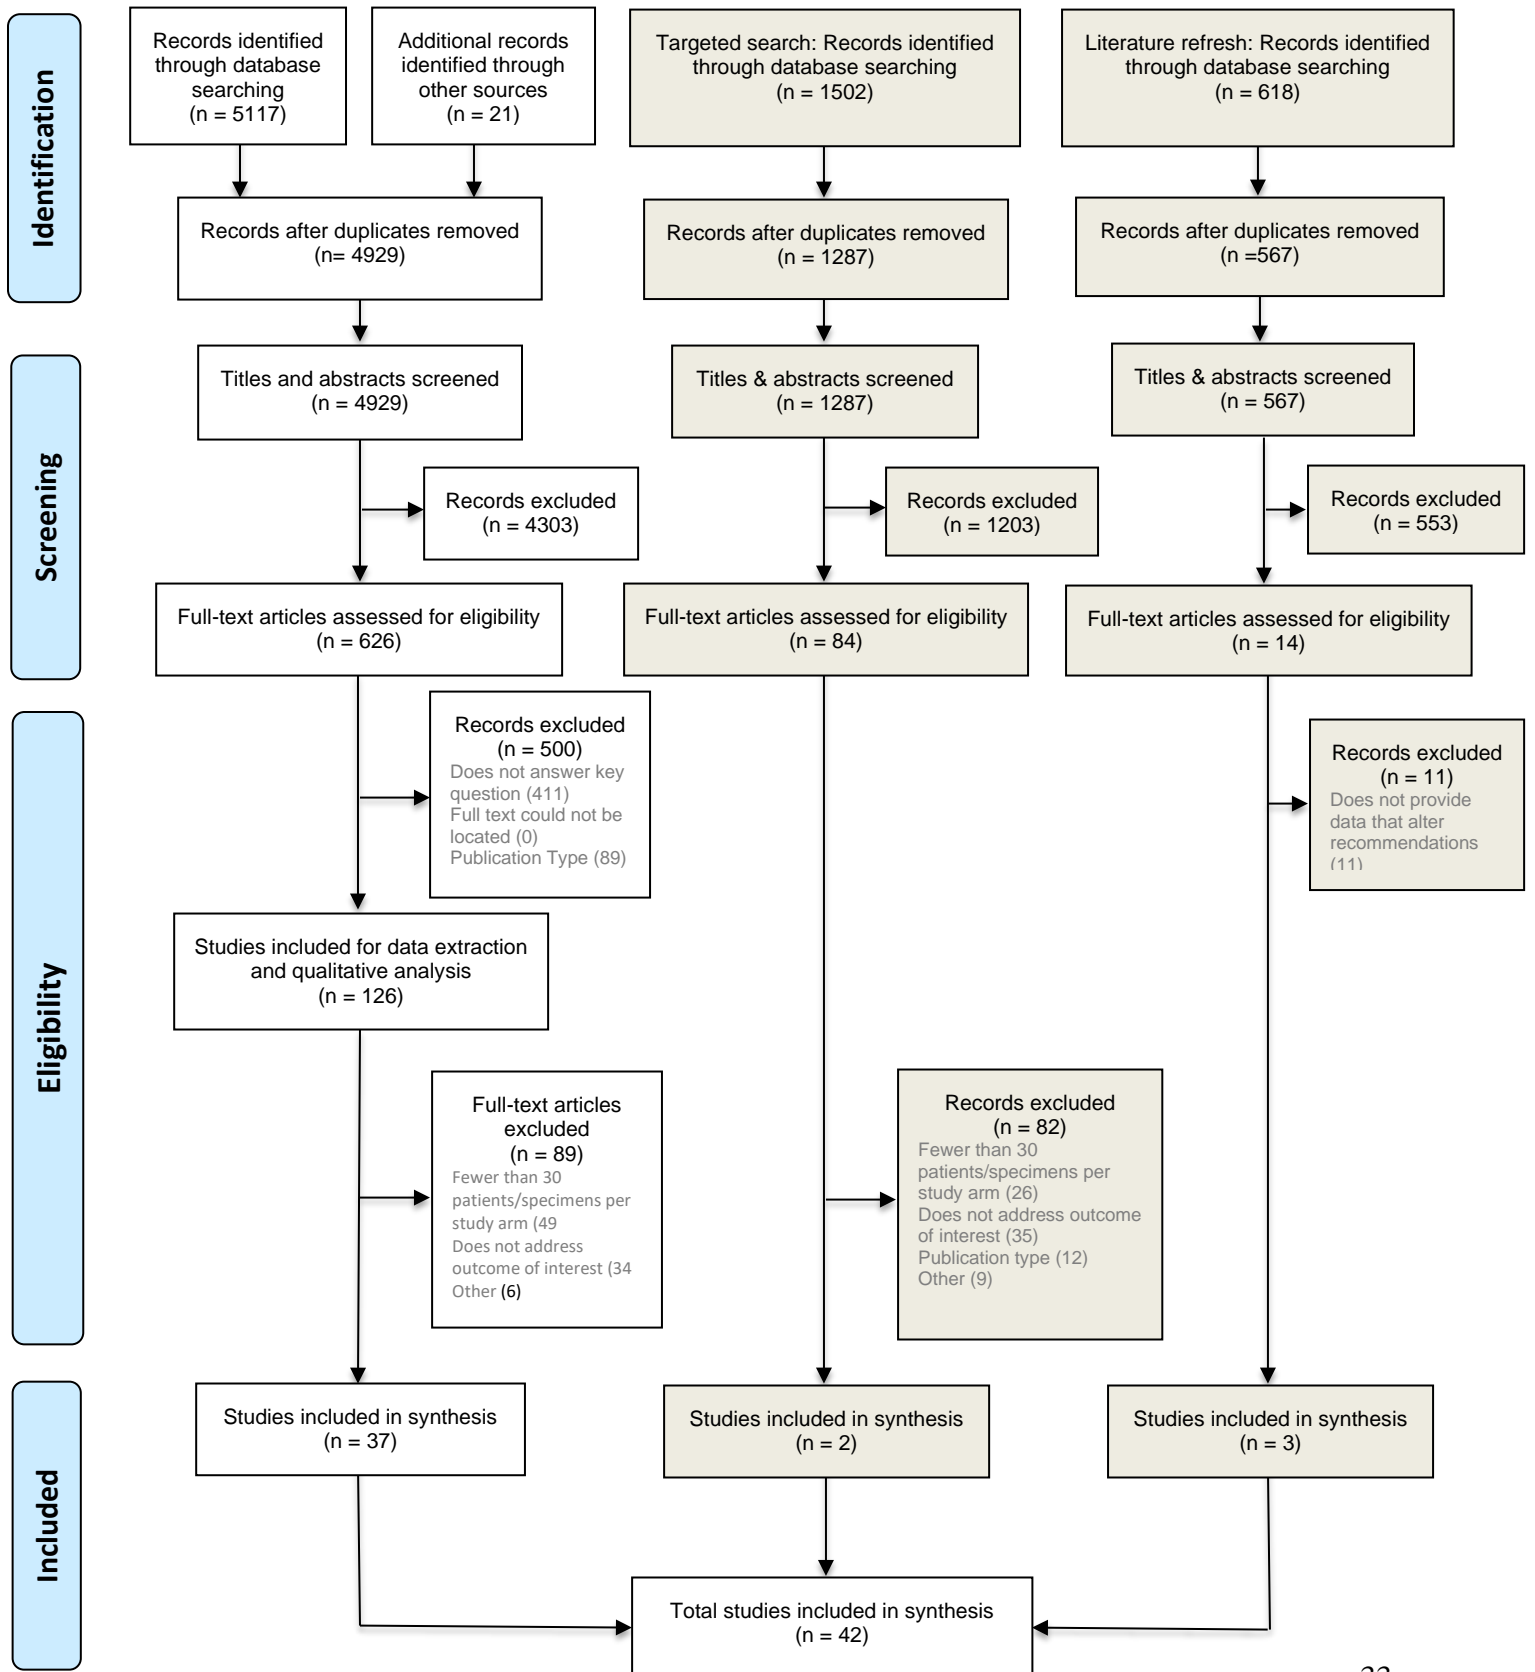 Identification
Records identified
through database
searching
(n = 5117)
Additional records
identified through
other sources
(n = 21)
Targeted search: Records identified
through database searching
(n = 1502)
Literature refresh: Records identified
through database searching
(n = 618)
Records after duplicates removed
(n= 4929)
Records after duplicates removed
(n = 1287)
Records after duplicates removed
(n =567)
Screening
Titles and abstracts screened
(n = 4929)
Titles & abstracts screened
(n = 1287)
Titles & abstracts screened
(n = 567)
Records excluded
(n = 4303)
Records excluded
(n = 1203)
Records excluded
(n = 553)
Full-text articles assessed for eligibility
(n = 626)
Full-text articles assessed for eligibility
(n = 84)
Full-text articles assessed for eligibility
(n = 14)
Eligibility
Records excluded
(n = 500)
Does not answer key
question (411)
Full text could not be
located (0)
Publication Type (89)
Records excluded
(n = 11)
Does not provide
data that alter
recommendations
(11)
Studies included for data extraction
and qualitative analysis
(n = 126)
Full-text articles
excluded
(n = 89)
Fewer than 30
patients/specimens per
study arm (49
Does not address
outcome of interest (34
Other (6)
Records excluded
(n = 82)
Fewer than 30
patients/specimens per
study arm (26)
Does not address outcome
of interest (35)
Publication type (12)
Other (9)
Included
Studies included in synthesis
(n = 37)
Studies included in synthesis
(n = 2)
Studies included in synthesis
(n = 3)
Total studies included in synthesis
(n = 42)